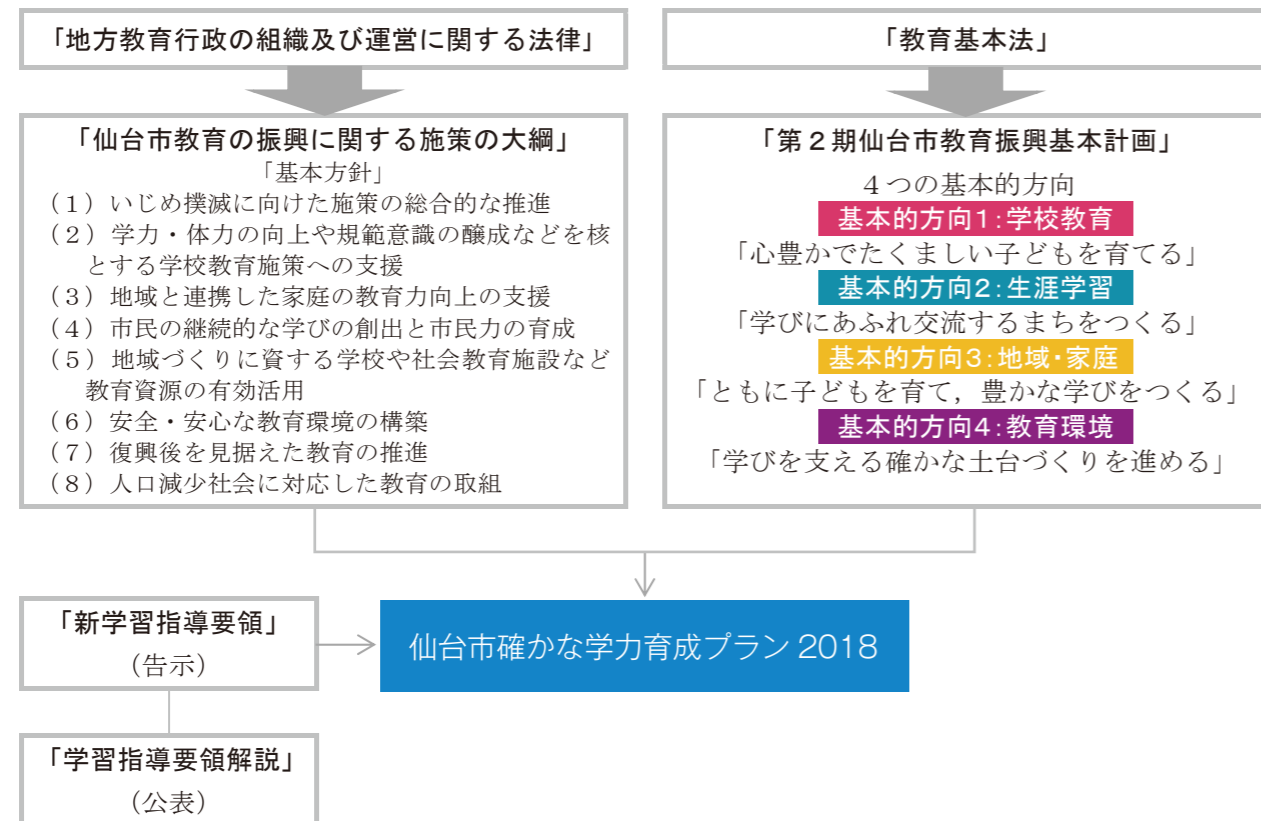 「地方教育行政の組織及び運営に関する法律」
「仙台市教育の振興に関する施策の大綱」
「基本方針」
（１）いじめ撲滅に向けた施策の総合的な推進
（２）学力・体力の向上や規範意識の醸成などを核
とする学校教育施策への支援
（３）地域と連携した家庭の教育力向上の支援
（４）市民の継続的な学びの創出と市民力の育成
（５）地域づくりに資する学校や社会教育施設など
教育資源の有効活用
（６）安全・安心な教育環境の構築
（７）復興後を見据えた教育の推進
（８）人口減少社会に対応した教育の取組
「教育基本法」
「第２期仙台市教育振興基本計画」
４つの基本的方向
基本的方向1：学校教育
「心豊かでたくましい子どもを育てる」
基本的方向2：生涯学習
「学びにあふれ交流するまちをつくる」
基本的方向3：地域・家庭
「ともに子どもを育て，豊かな学びをつくる」
基本的方向4：教育環境
「学びを支える確かな土台づくりを進める」
「新学習指導要領」
（告示）
仙台市確かな学力育成プラン 2018
「学習指導要領解説」
（公表）